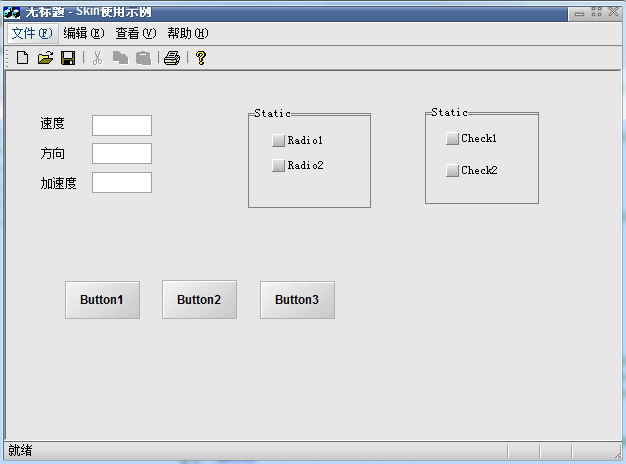 无标题 - Skin使用示例
文件(F) 编辑(E) 查看(V) 帮助(H)
速度
方向
加速度
Static
Radio1
Radio2
Static
Check1
Check2
Button1 Button2 Button3
就绪